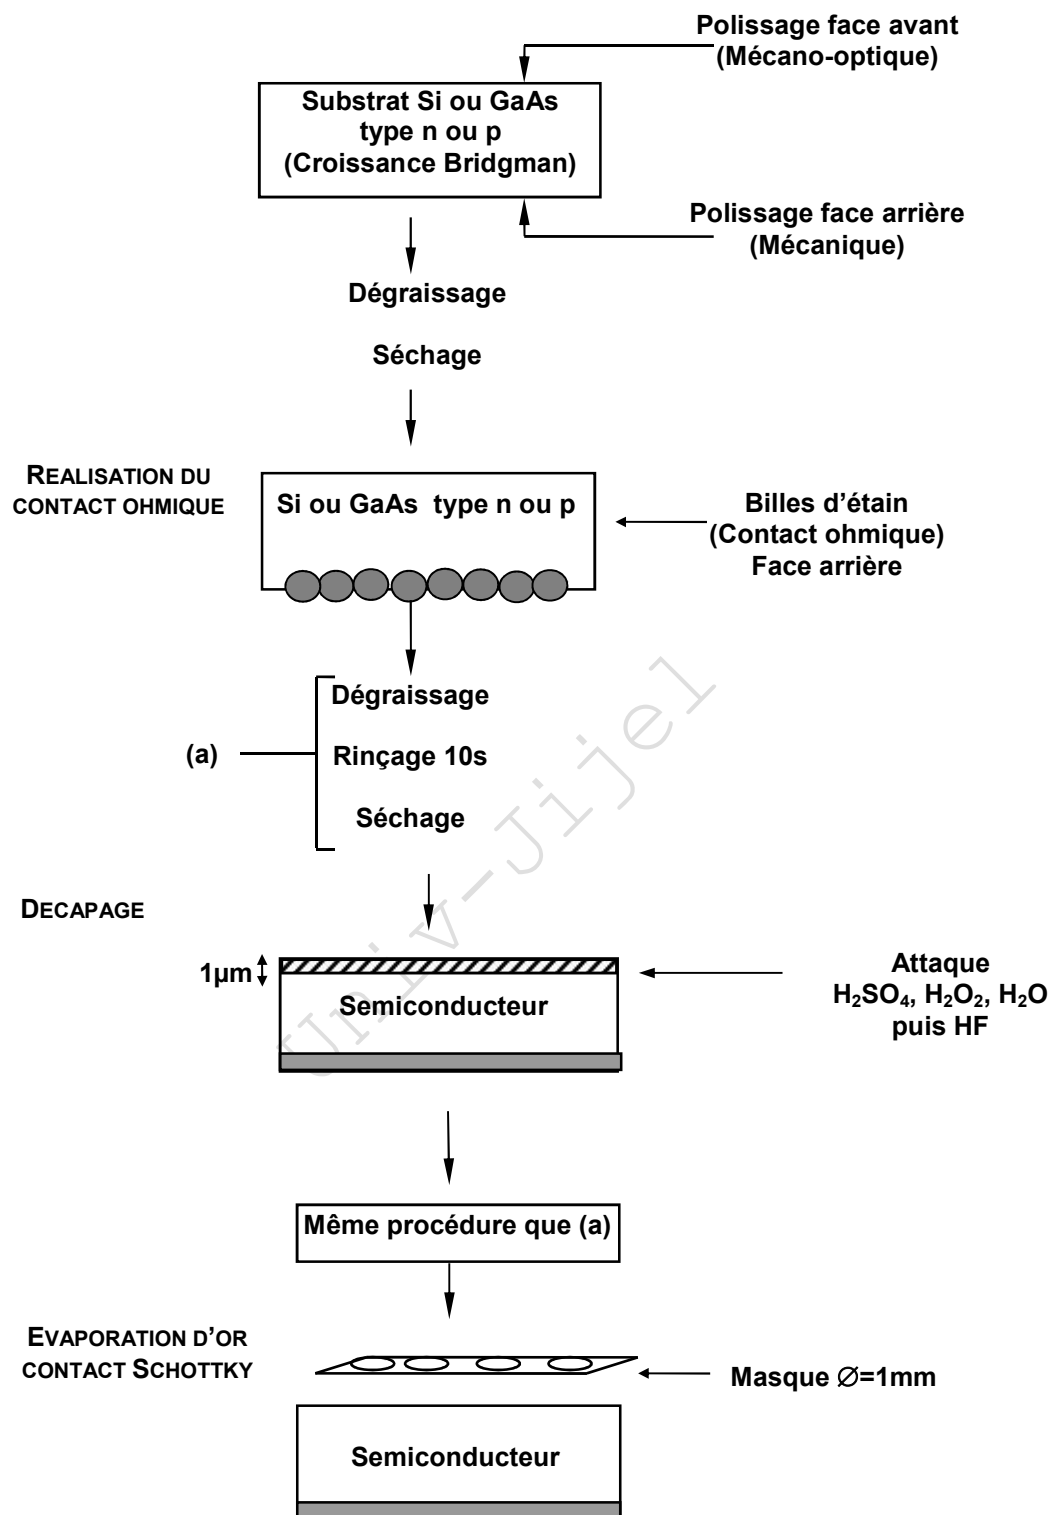 Polissage face avant
(Mécano-optique)
Substrat Si ou GaAs
type n ou p
(Croissance Bridgman)
Polissage face arrière
(Mécanique)
Dégraissage
Séchage
REALISATION DU
CONTACT OHMIQUE
Si ou GaAs type n ou p
Billes d'étain
(Contact ohmique)
Face arrière
Dégraissage
(a)
Rinçage 10s
Séchage
DECAPAGE
1µm
Semiconducteur
Attaque
H₂SO₄, H₂O₂, H₂O
puis HF
Même procédure que (a)
EVAPORATION D'OR
CONTACT SCHOTTKY
Masque ∅=1mm
Semiconducteur
Univ-Jijel